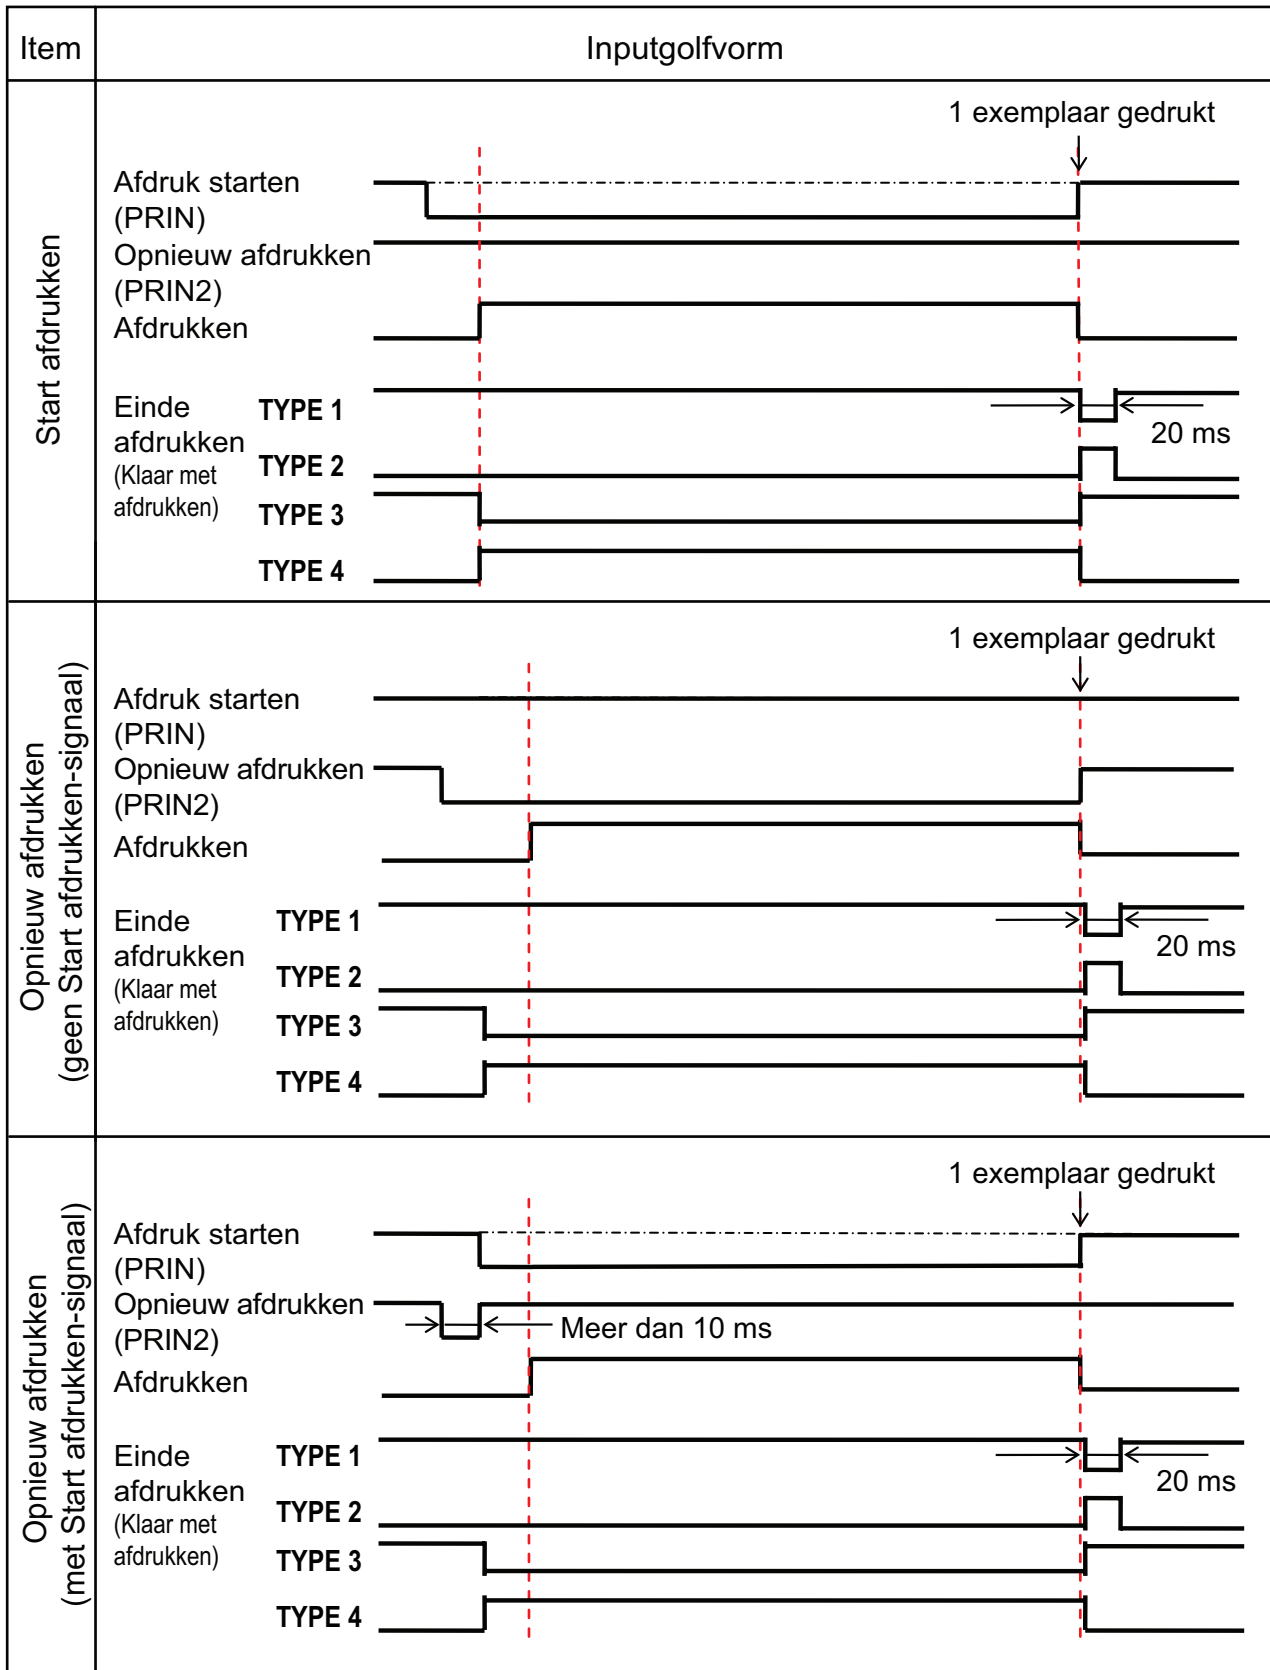 Item
Inputgolfvorm
Start afdrukken
1 exemplaar gedrukt
Afdruk starten
(PRIN)
Opnieuw afdrukken
(PRIN2)
Afdrukken
Einde
afdrukken
(Klaar met
afdrukken)
TYPE 1
20 ms
TYPE 2
TYPE 3
TYPE 4
Opnieuw afdrukken
(geen Start afdrukken-signaal)
1 exemplaar gedrukt
Afdruk starten
(PRIN)
Opnieuw afdrukken
(PRIN2)
Afdrukken
Einde
afdrukken
(Klaar met
afdrukken)
TYPE 1
20 ms
TYPE 2
TYPE 3
TYPE 4
Opnieuw afdrukken
(met Start afdrukken-signaal)
1 exemplaar gedrukt
Afdruk starten
(PRIN)
Opnieuw afdrukken
(PRIN2)
Meer dan 10 ms
Afdrukken
Einde
afdrukken
(Klaar met
afdrukken)
TYPE 1
20 ms
TYPE 2
TYPE 3
TYPE 4